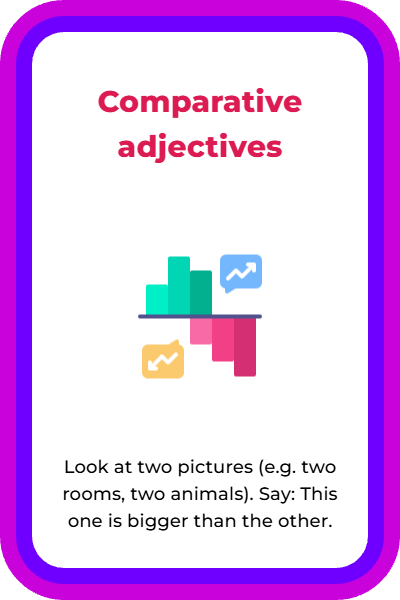 Comparative
adjectives
Look at two pictures (e.g. two
rooms, two animals). Say: This
one is bigger than the other.